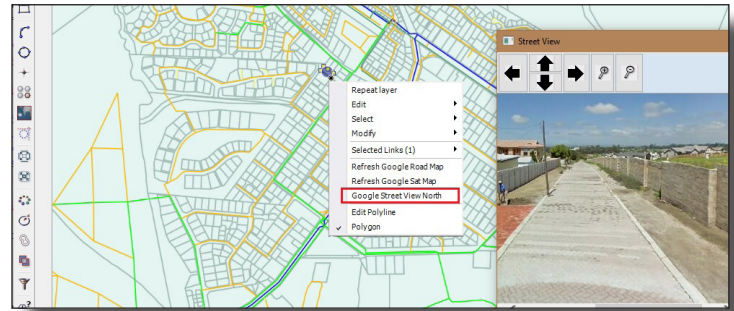 Street View
Repeat layer
Edit
Select
Modify
Selected Links (1)
Refresh Google Road Map
Refresh Google Sat Map
Google Street View North
Edit Polyline
Polygon